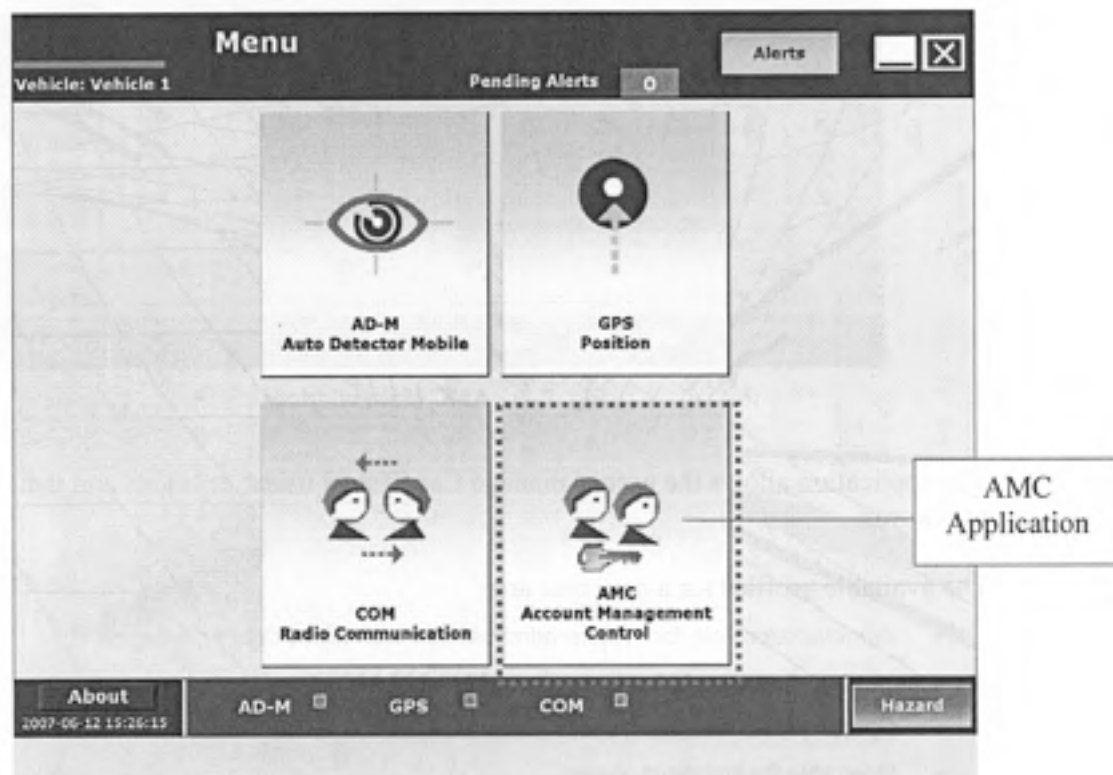 Menu
Alerts
Vehicle: Vehicle 1
Pending Alerts 0
AD-M
Auto Detector Mobile
GPS
Position
COM
Radio Communication
AMC
Account Management
Control
AMC
Application
About
2007-06-12 15:26:15
AD-M GPS COM
Hazard